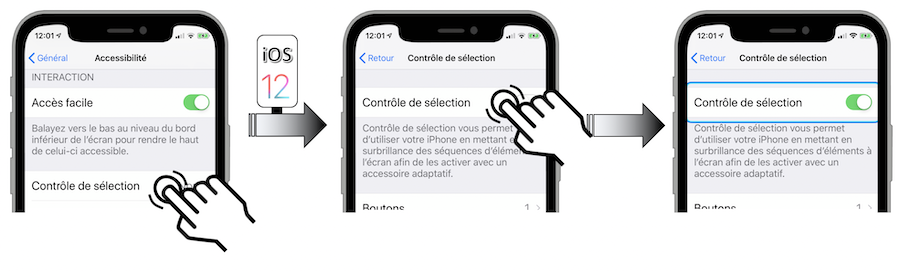 12:01
Général
Accessibilité
INTERACTION
Accès facile
Balayez vers le bas au niveau du bord
inférieur de l'écran pour rendre le haut
de celui-ci accessible.
Contrôle de sélection
iOS
12
12:01
Retour
Contrôle de sélection
Contrôle de sélection
Contrôle de sélection vous permet
d'utiliser votre iPhone en mettant en
surbrillance des séquences d'éléments à
l'écran afin de les activer avec un
accessoire adaptatif.
Boutons 1
12:01
Retour
Contrôle de sélection
Contrôle de sélection
Contrôle de sélection vous permet
d'utiliser votre iPhone en mettant en
surbrillance des séquences d'éléments à
l'écran afin de les activer avec un
accessoire adaptatif.
Boutons 1